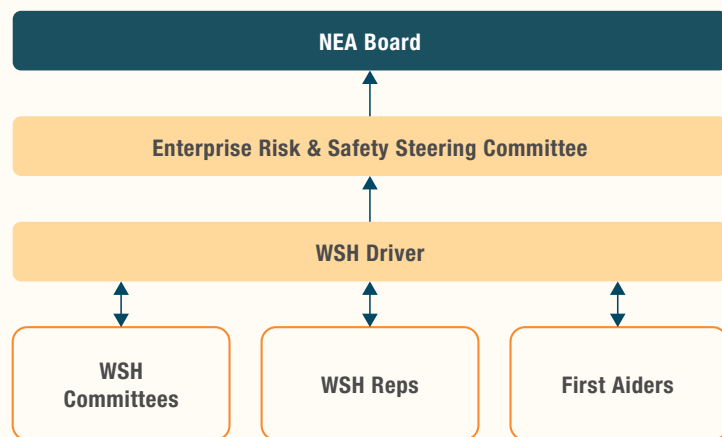 NEA Board
Enterprise Risk & Safety Steering Committee
WSH Driver
WSH
Committees
WSH Reps
First Aiders